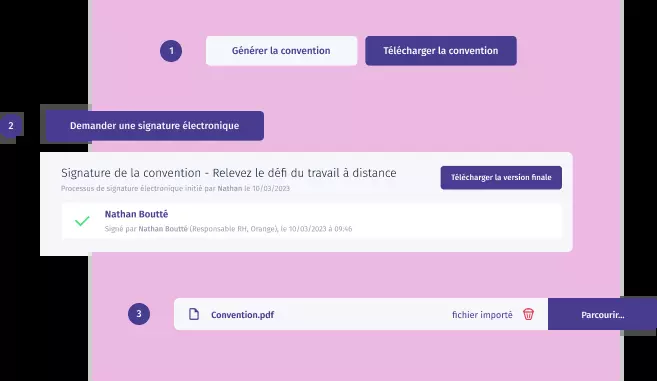 1
Générer la convention
Télécharger la convention
2
Demander une signature électronique
Signature de la convention - Relevez le défi du travail à distance
Processus de signature électronique initié par Nathan le 10/03/2023
Télécharger la version finale
Nathan Boutté
Signé par Nathan Boutté (Responsable RH, Orange), le 10/03/2023 à 09:46
3
Convention.pdf
fichier importé
Parcourir...